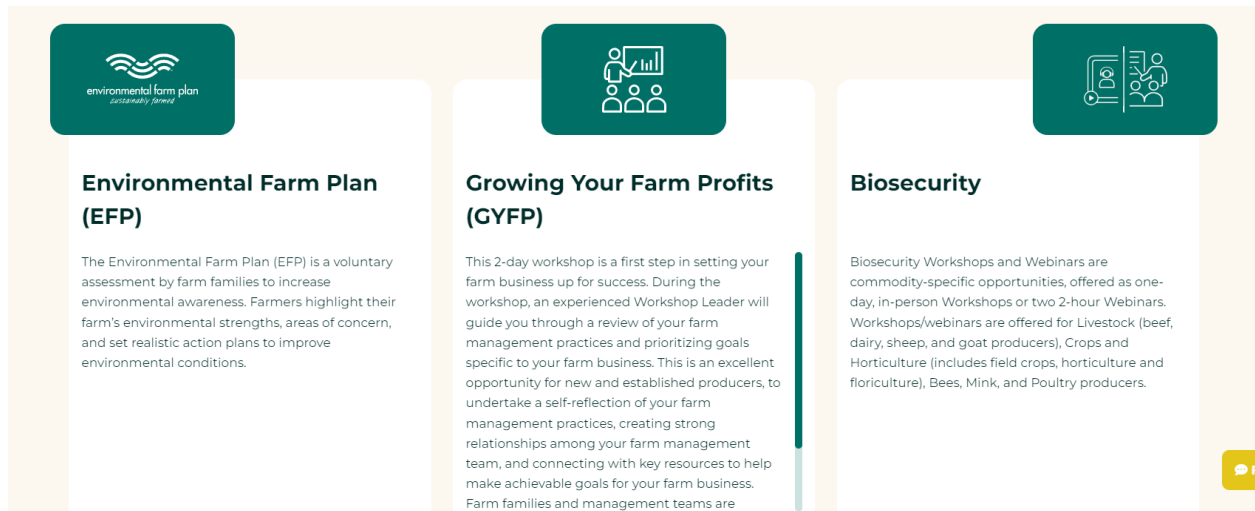 environmental farm plan
sustainably farmed
Environmental Farm Plan
(EFP)
The Environmental Farm Plan (EFP) is a voluntary
assessment by farm families to increase
environmental awareness. Farmers highlight their
farm's environmental strengths, areas of concern,
and set realistic action plans to improve
environmental conditions.
Growing Your Farm Profits
(GYFP)
This 2-day workshop is a first step in setting your
farm business up for success. During the
workshop, an experienced Workshop Leader will
guide you through a review of your farm
management practices and prioritizing goals
specific to your farm business. This is an excellent
opportunity for new and established producers, to
undertake a self-reflection of your farm
management practices, creating strong
relationships among your farm management
team, and connecting with key resources to help
make achievable goals for your farm business.
Farm families and management teams are
Biosecurity
Biosecurity Workshops and Webinars are
commodity-specific opportunities, offered as one-
day, in-person Workshops or two 2-hour Webinars.
Workshops/webinars are offered for Livestock (beef,
dairy, sheep, and goat producers), Crops and
Horticulture (includes field crops, horticulture and
floriculture), Bees, Mink, and Poultry producers.